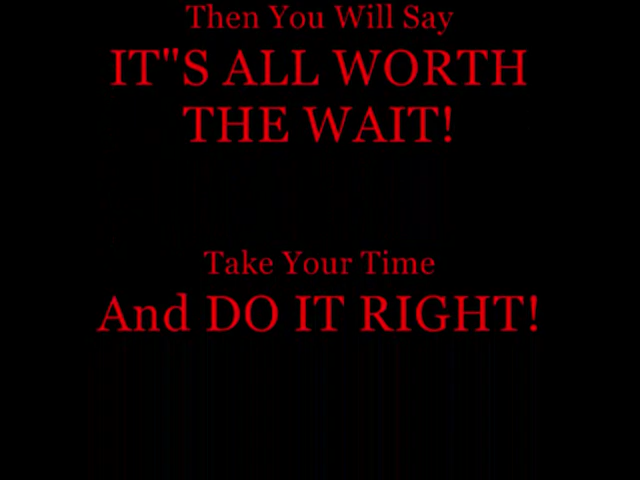 Then You Will Say
IT"S ALL WORTH
THE WAIT!
Take Your Time
And DO IT RIGHT!